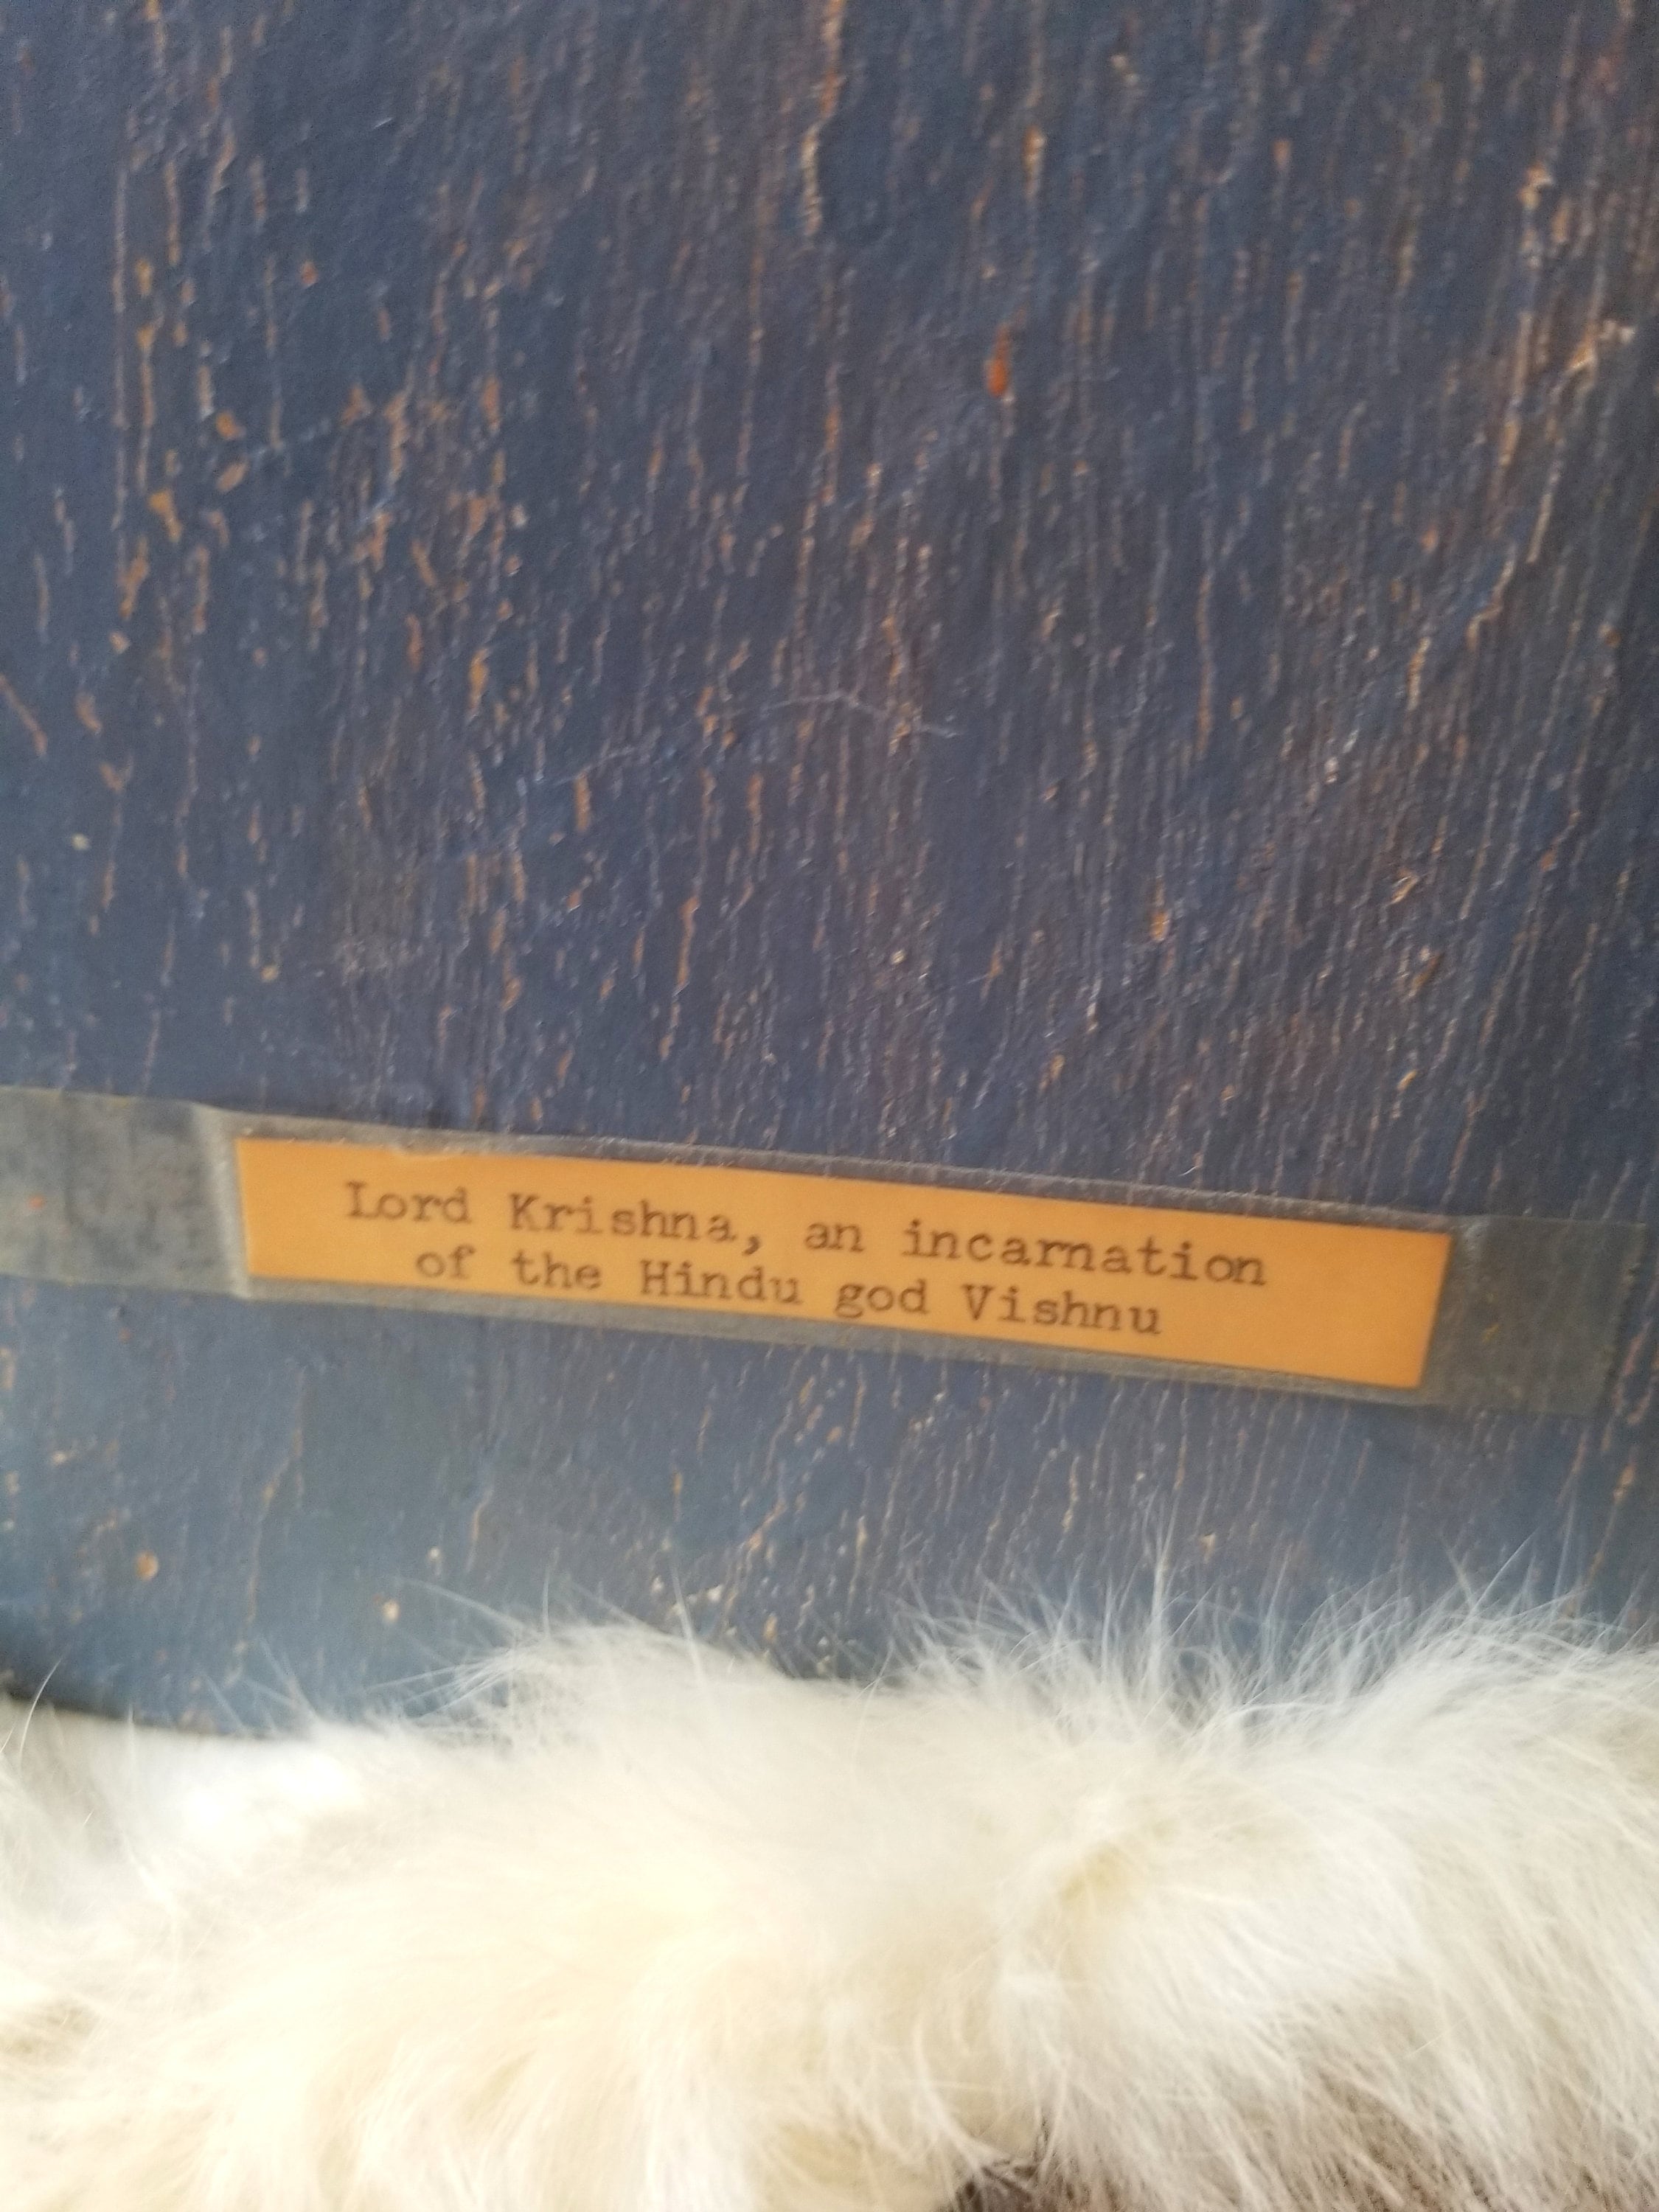 Lord Krishna, an incarnation
of the Hindu god Vishnu